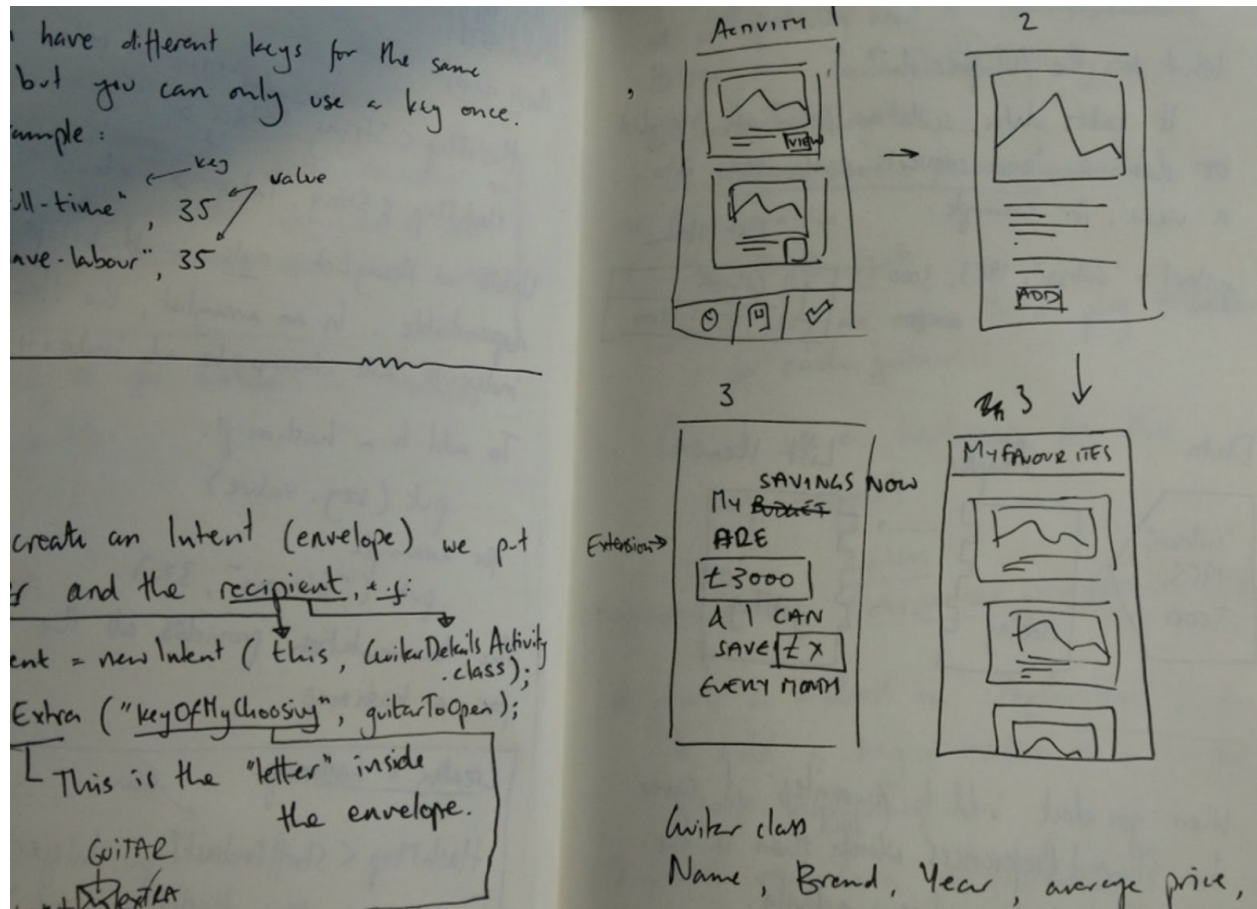 have different keys for the same
but you can only use a key once.
ample :
key
value
ll-time", 35
ave-labour", 35
create an Intent (envelope) we put
and the recipient, e.g:
ent = new Intent ( this, GuitarDetailsActivity
.class);
Extra ("keyOfMyChoosing", guitarToOpen);
This is the "letter" inside
the envelope.
GUITAR
EXTRA
ACTIVITY 1
VIEW
2
ADD
3
SAVINGS NOW
MY BUDGET
ARE
Extension
£3000
& I CAN
SAVE £X
EVERY MONTH
3
MY FAVOURITES
Guitar class
Name, Brand, Year, average price,